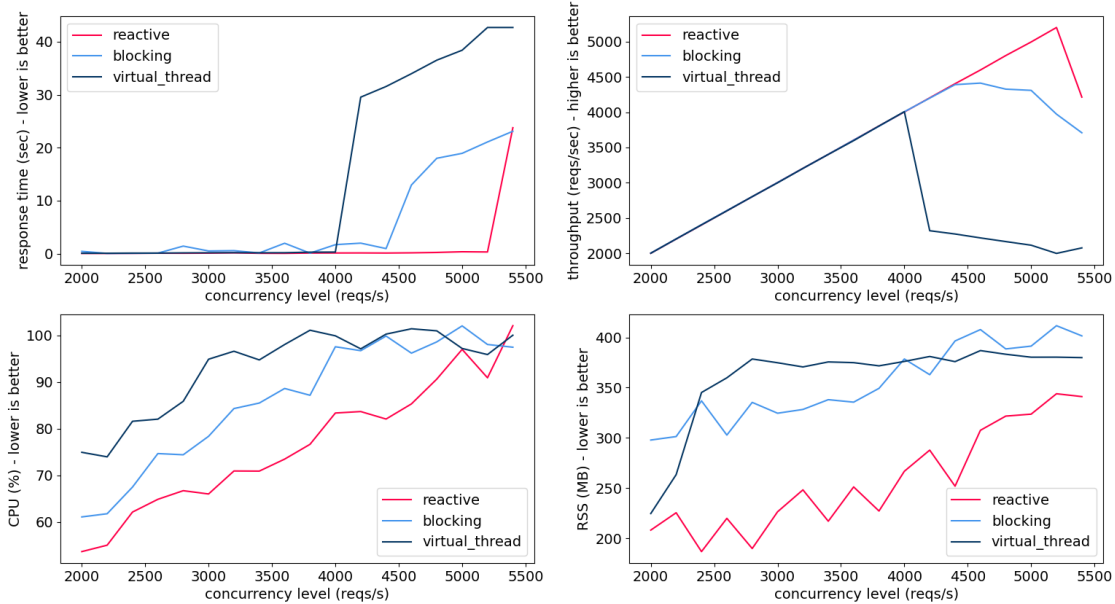 response time (sec) - lower is better
40
30
20
10
0
reactive
blocking
virtual_thread
2000 2500 3000 3500 4000 4500 5000 5500
concurrency level (reqs/s)
throughput (reqs/sec) - higher is better
5000
4500
4000
3500
3000
2500
2000
reactive
blocking
virtual_thread
2000 2500 3000 3500 4000 4500 5000 5500
concurrency level (reqs/s)
CPU (%) - lower is better
100
90
80
70
60
reactive
blocking
virtual_thread
2000 2500 3000 3500 4000 4500 5000 5500
concurrency level (reqs/s)
RSS (MB) - lower is better
400
350
300
250
200
reactive
blocking
virtual_thread
2000 2500 3000 3500 4000 4500 5000 5500
concurrency level (reqs/s)